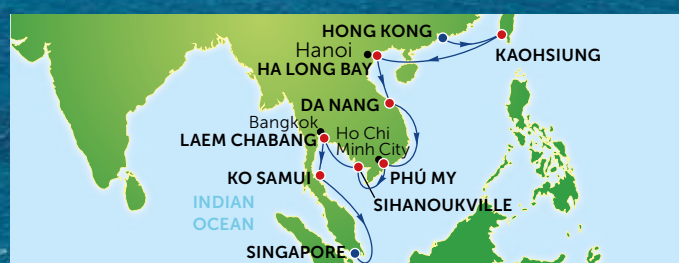 HONG KONG
Hanoi
HA LONG BAY
KAOHSIUNG
DA NANG
Bangkok
LAEM CHABANG
Ho Chi
Minh City
KO SAMUI
PHÚ MY
SIHANOUKVILLE
INDIAN
OCEAN
SINGAPORE